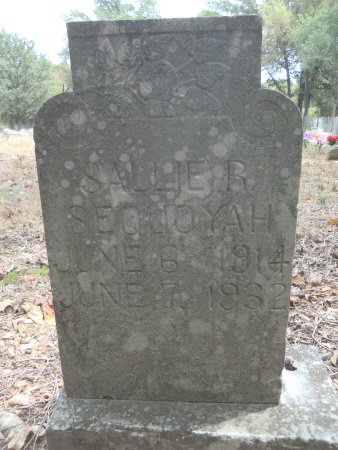 SALLIE R.
SEQUOYAH
JUNE 6, 1914
JUNE 7, 1932